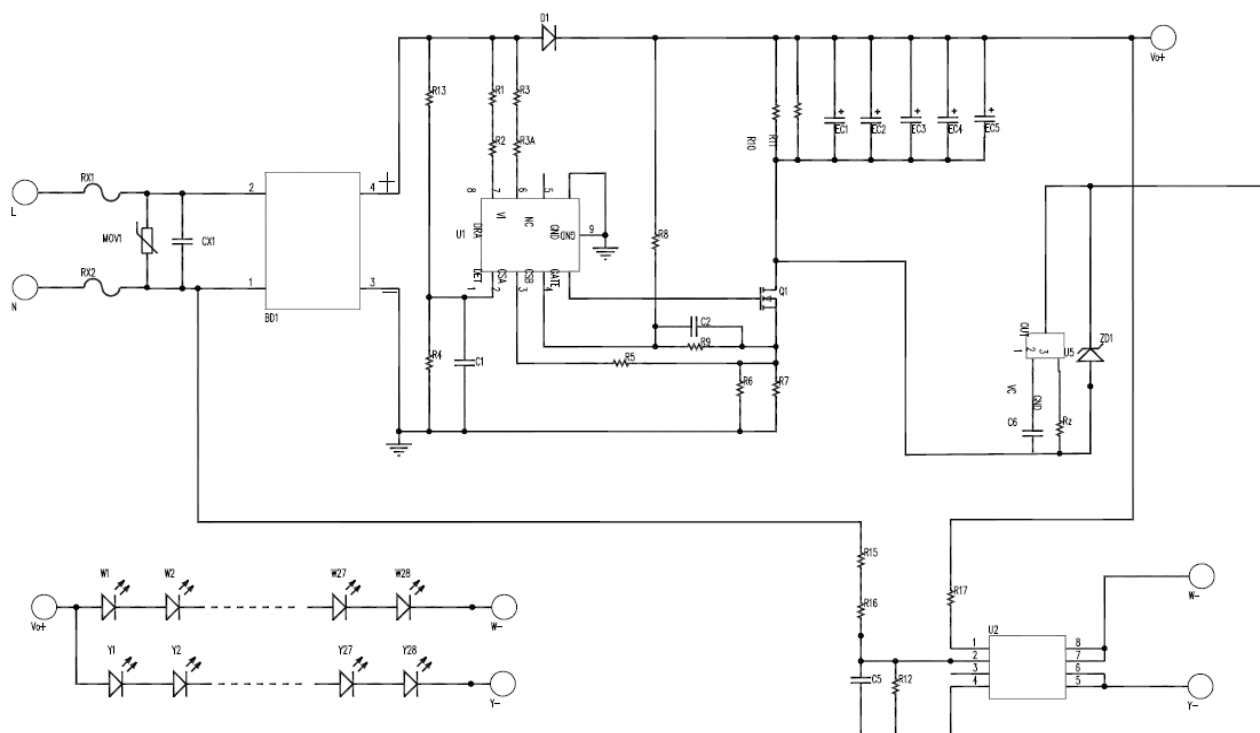 D1
Vo+
R13
R1
R3
R2
R3A
R10
R11
EC1
EC2
EC3
EC4
EC5
RX1
L
MOV1
CX1
RX2
N
2
4
1
3
BD1
8
7
6
5
VI
NC
U1
DRA
GND
GND
9
DET
CSA
CSB
GATE
1
2
3
4
R8
Q1
C2
R9
R4
C1
R5
R6
R7
OUT
1
2
3
U5
ZD1
VC
GND
C6
Rz
R15
R16
R17
C5
R12
U2
1
2
3
4
8
7
6
5
W-
Y-
W1
W2
W27
W28
Vo+
W-
Y1
Y2
Y27
Y28
Y-